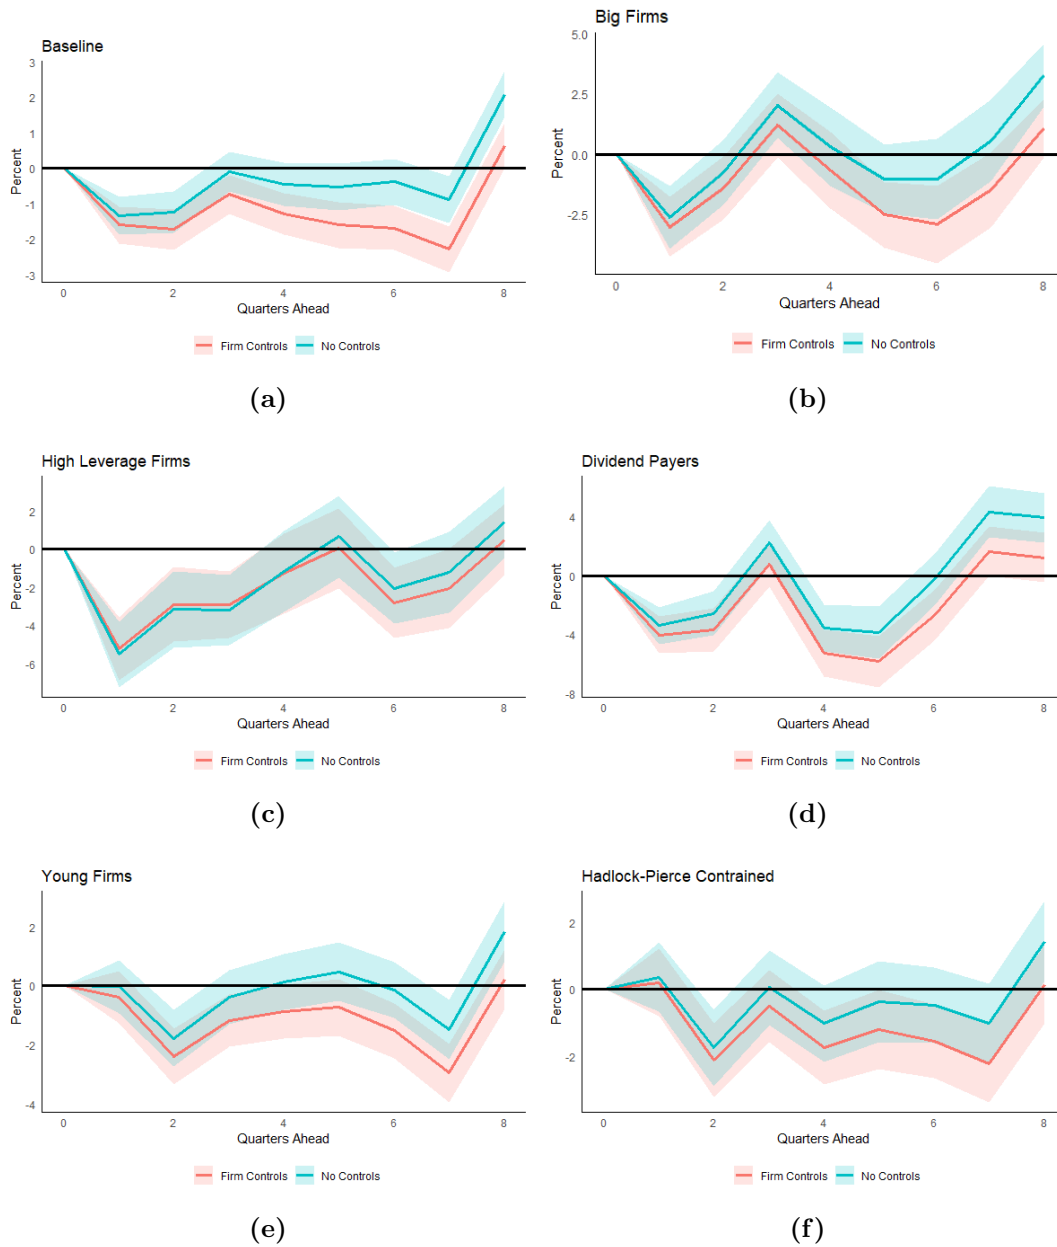 Baseline
3
2
1
0
-1
-2
-3
Percent
0 2 4 6 8
Quarters Ahead
Firm Controls No Controls
(a)
Big Firms
5.0
2.5
0.0
-2.5
Percent
0 2 4 6 8
Quarters Ahead
Firm Controls No Controls
(b)
High Leverage Firms
2
0
-2
-4
-6
Percent
0 2 4 6 8
Quarters Ahead
Firm Controls No Controls
(c)
Dividend Payers
4
0
-4
-8
Percent
0 2 4 6 8
Quarters Ahead
Firm Controls No Controls
(d)
Young Firms
2
0
-2
-4
Percent
0 2 4 6 8
Quarters Ahead
Firm Controls No Controls
(e)
Hadlock-Pierce Contrained
2
0
-2
Percent
0 2 4 6 8
Quarters Ahead
Firm Controls No Controls
(f)